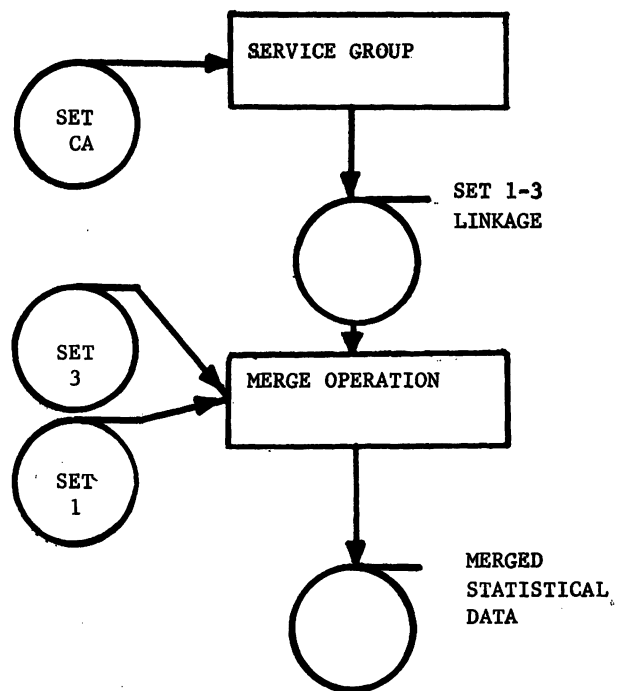 SERVICE GROUP
SET
CA
SET 1-3
LINKAGE
SET
3
MERGE OPERATION
SET
1
MERGED
STATISTICAL
DATA